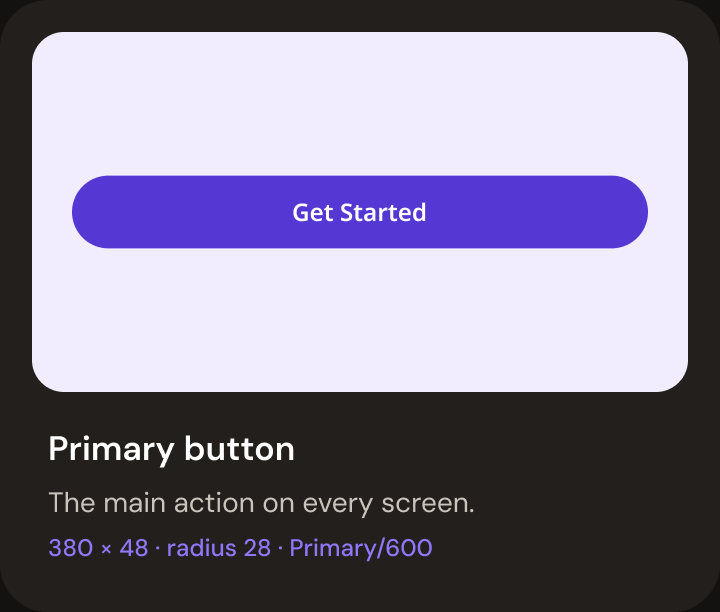 Get Started
Primary button
The main action on every screen.
380 × 48 · radius 28 · Primary/600